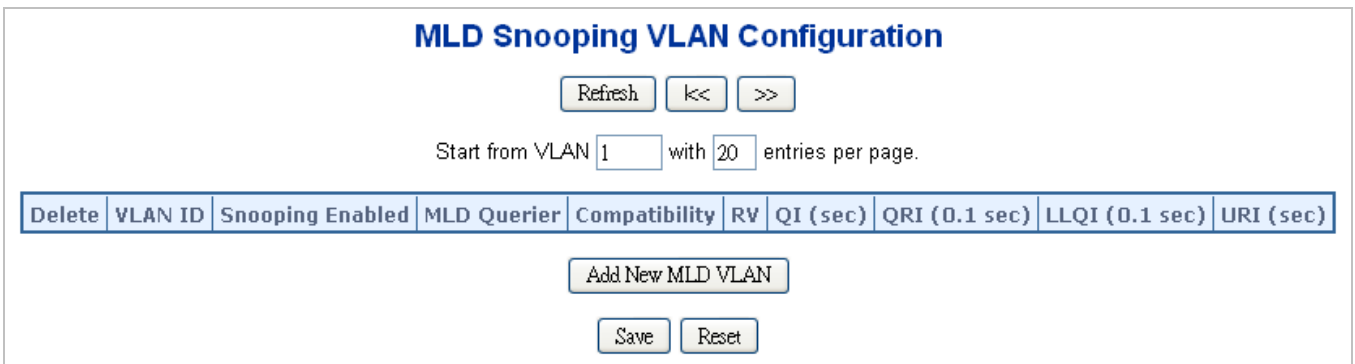 MLD Snooping VLAN Configuration
Refresh |<< >>
Start from VLAN 1 with 20 entries per page.
Delete VLAN ID Snooping Enabled MLD Querier Compatibility RV QI (sec) QRI (0.1 sec) LLQI (0.1 sec) URI (sec)
Add New MLD VLAN
Save Reset